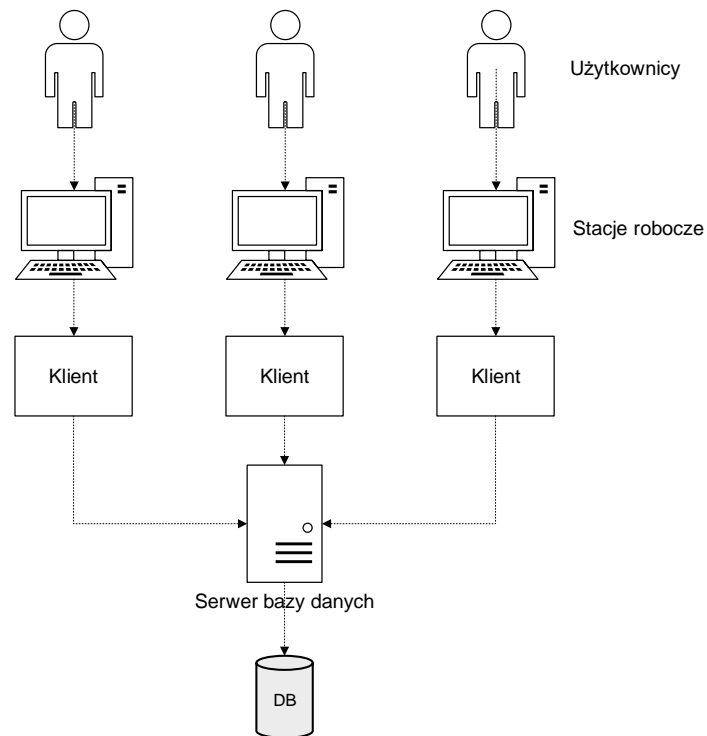 Użytkownicy
Stacje robocze
Klient
Klient
Klient
Serwer bazy danych
DB